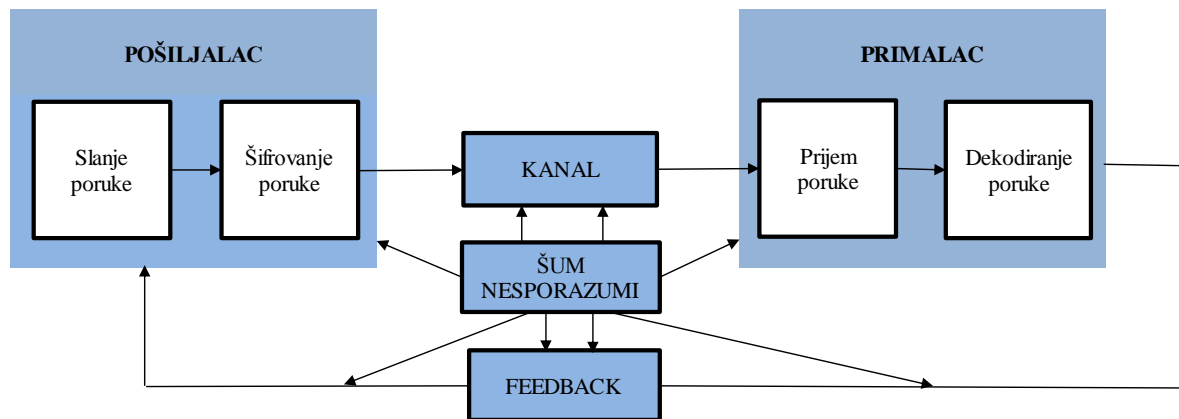 POŠILJALAC
PRIMALAC
Slanje
poruke
Šifrovanje
poruke
KANAL
Prijem
poruke
Dekodiranje
poruke
ŠUM
NESPORAZUMI
FEEDBACK